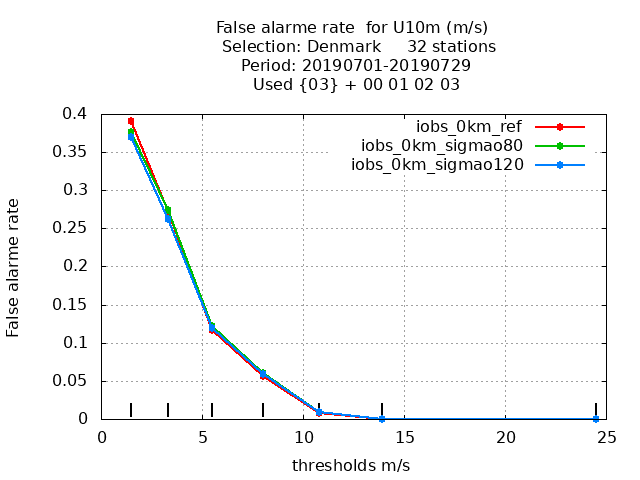 False alarme rate  for U10m (m/s)
Selection: Denmark     32 stations
Period: 20190701-20190729
Used {03} + 00 01 02 03
iobs_0km_ref
iobs_0km_sigmao80
iobs_0km_sigmao120
False alarme rate
0.4
0.35
0.3
0.25
0.2
0.15
0.1
0.05
0
0 5 10 15 20 25
thresholds m/s